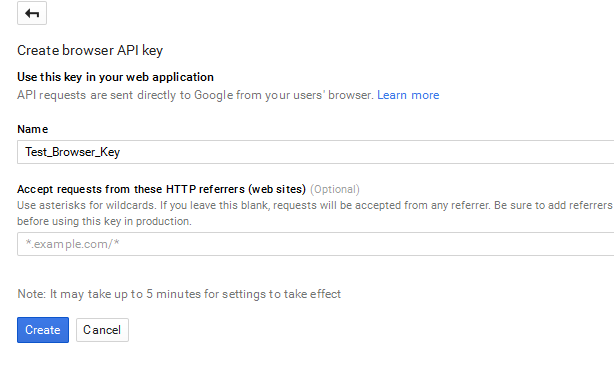 Create browser API key
Use this key in your web application
API requests are sent directly to Google from your users' browser. Learn more
Name
Test_Browser_Key
Accept requests from these HTTP referrers (web sites) (Optional)
Use asterisks for wildcards. If you leave this blank, requests will be accepted from any referrer. Be sure to add referrers
before using this key in production.
*.example.com/*
Note: It may take up to 5 minutes for settings to take effect
Create Cancel